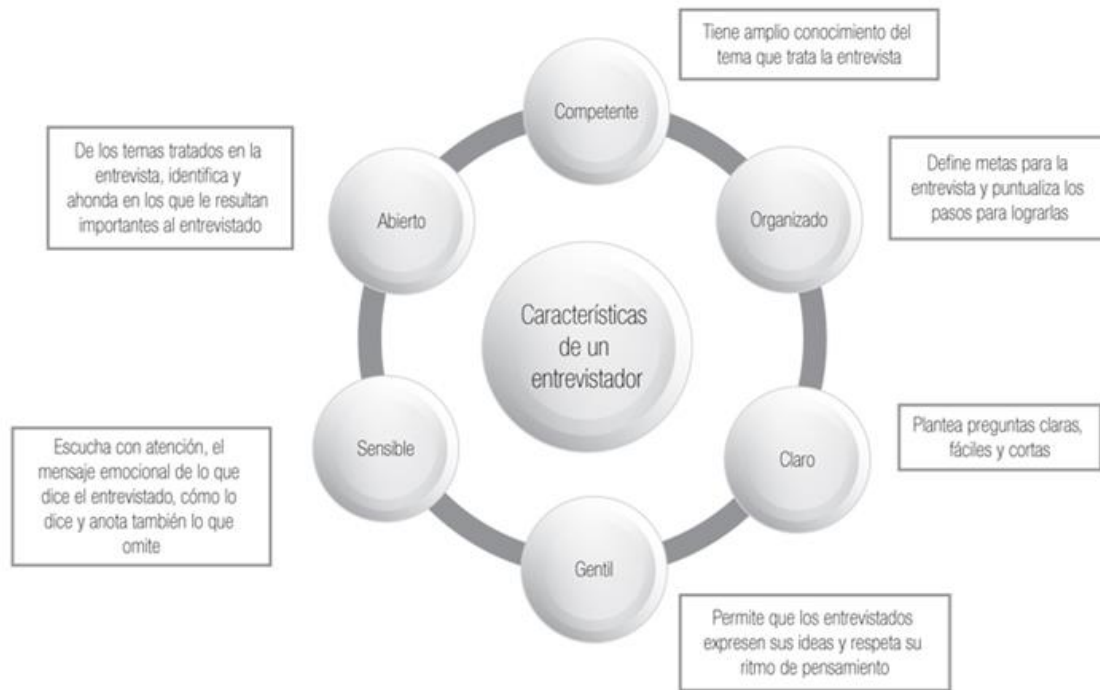 Tiene amplio conocimiento del
tema que trata la entrevista
Competente
De los temas tratados en la
entrevista, identifica y
ahonda en los que le resultan
importantes al entrevistado
Abierto
Organizado
Define metas para la
entrevista y puntualiza los
pasos para lograrlas
Características
de un
entrevistador
Escucha con atención, el
mensaje emocional de lo que
dice el entrevistado, cómo lo
dice y anota también lo que
omite
Sensible
Claro
Plantea preguntas claras,
fáciles y cortas
Gentil
Permite que los entrevistados
expresen sus ideas y respeta su
ritmo de pensamiento